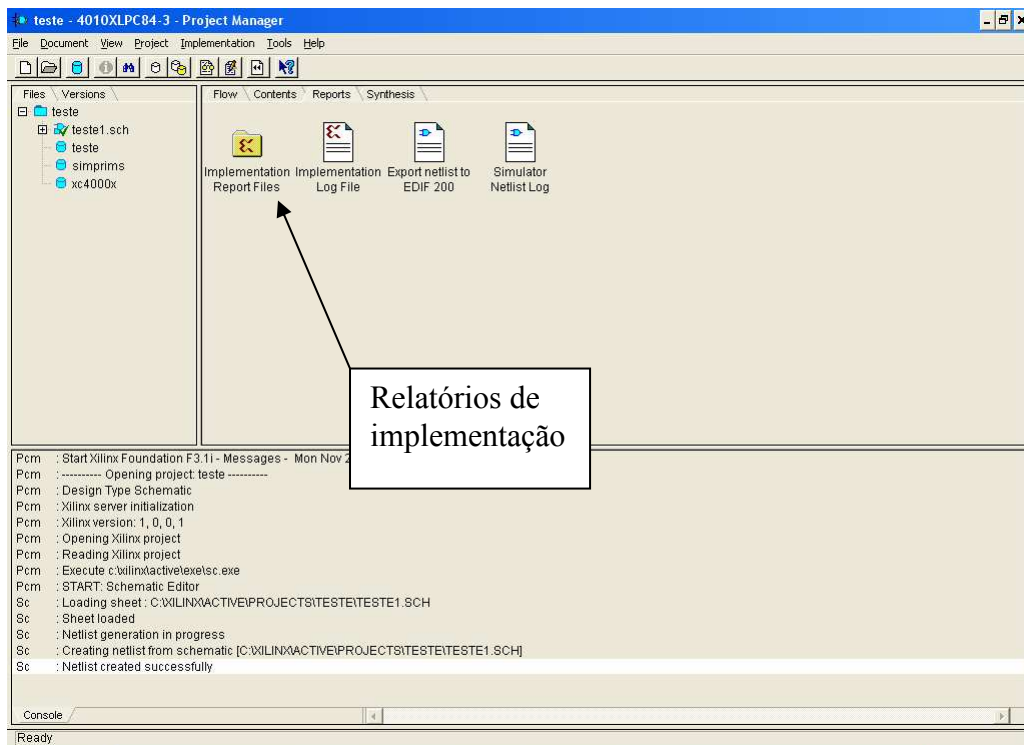 teste - 4010XLPC84-3 - Project Manager
File Document View Project Implementation Tools Help
Files Versions
teste
teste1.sch
teste
simprims
xc4000x
Flow Contents Reports Synthesis
Implementation Report Files
Implementation Log File
Export netlist to EDIF 200
Simulator Netlist Log
Relatórios de
implementação
Pcm : Start Xilinx Foundation F3.1i - Messages - Mon Nov 2
Pcm : ---------- Opening project: teste ----------
Pcm : Design Type Schematic
Pcm : Xilinx server initialization
Pcm : Xilinx version: 1, 0, 0, 1
Pcm : Opening Xilinx project
Pcm : Reading Xilinx project
Pcm : Execute c:\xilinx\active\exe\sc.exe
Pcm : START: Schematic Editor
Sc : Loading sheet : C:\XILINX\ACTIVE\PROJECTS\TESTE\TESTE1.SCH
Sc : Sheet loaded
Sc : Netlist generation in progress
Sc : Creating netlist from schematic [C:\XILINX\ACTIVE\PROJECTS\TESTE\TESTE1.SCH]
Sc : Netlist created successfully
Console
Ready